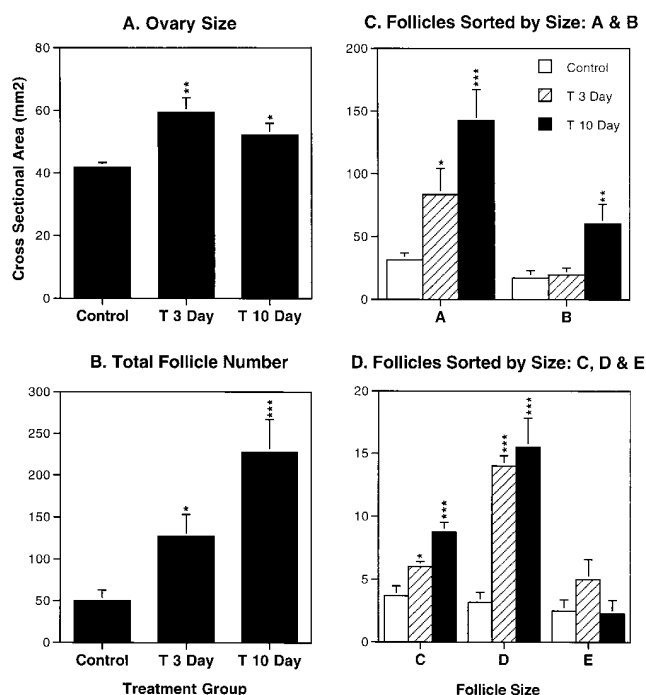 A. Ovary Size
Cross Sectional Area (mm2)
80
60
40
20
0
**
*
Control T 3 Day T 10 Day
B. Total Follicle Number
300
250
200
150
100
50
0
*
***
Control T 3 Day T 10 Day
Treatment Group
C. Follicles Sorted by Size: A & B
200
150
100
50
0
Control
T 3 Day
T 10 Day
*
***
**
A B
D. Follicles Sorted by Size: C, D & E
20
15
10
5
0
*
***
***
***
C D E
Follicle Size